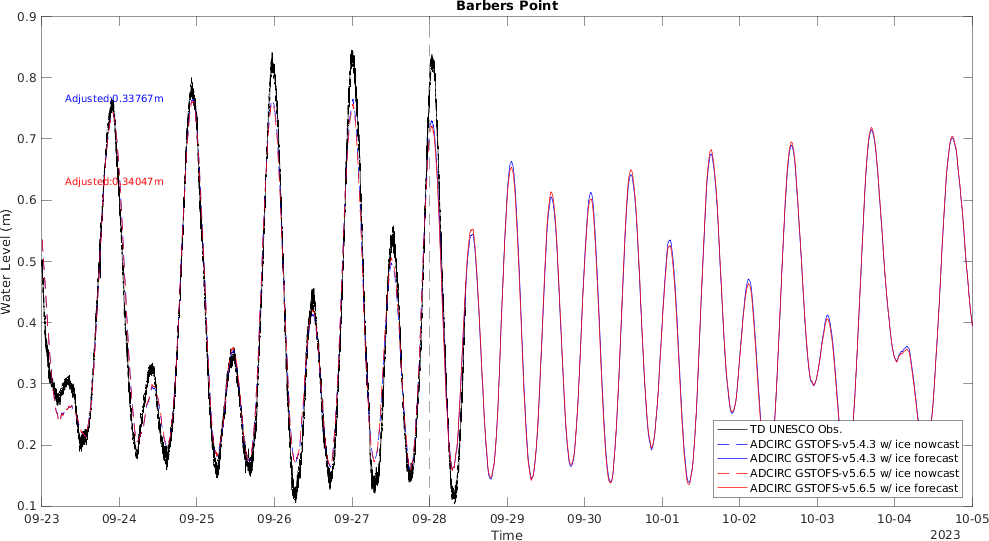 Barbers Point
0.9
0.8
0.7
0.6
0.5
0.4
0.3
0.2
0.1
Water Level (m)
Adjusted:0.33767m
Adjusted:0.34047m
TD UNESCO Obs.
ADCIRC GSTOFS-v5.4.3 w/ ice nowcast
ADCIRC GSTOFS-v5.4.3 w/ ice forecast
ADCIRC GSTOFS-v5.6.5 w/ ice nowcast
ADCIRC GSTOFS-v5.6.5 w/ ice forecast
09-23 09-24 09-25 09-26 09-27 09-28 09-29 09-30 10-01 10-02 10-03 10-04 10-05
Time
2023